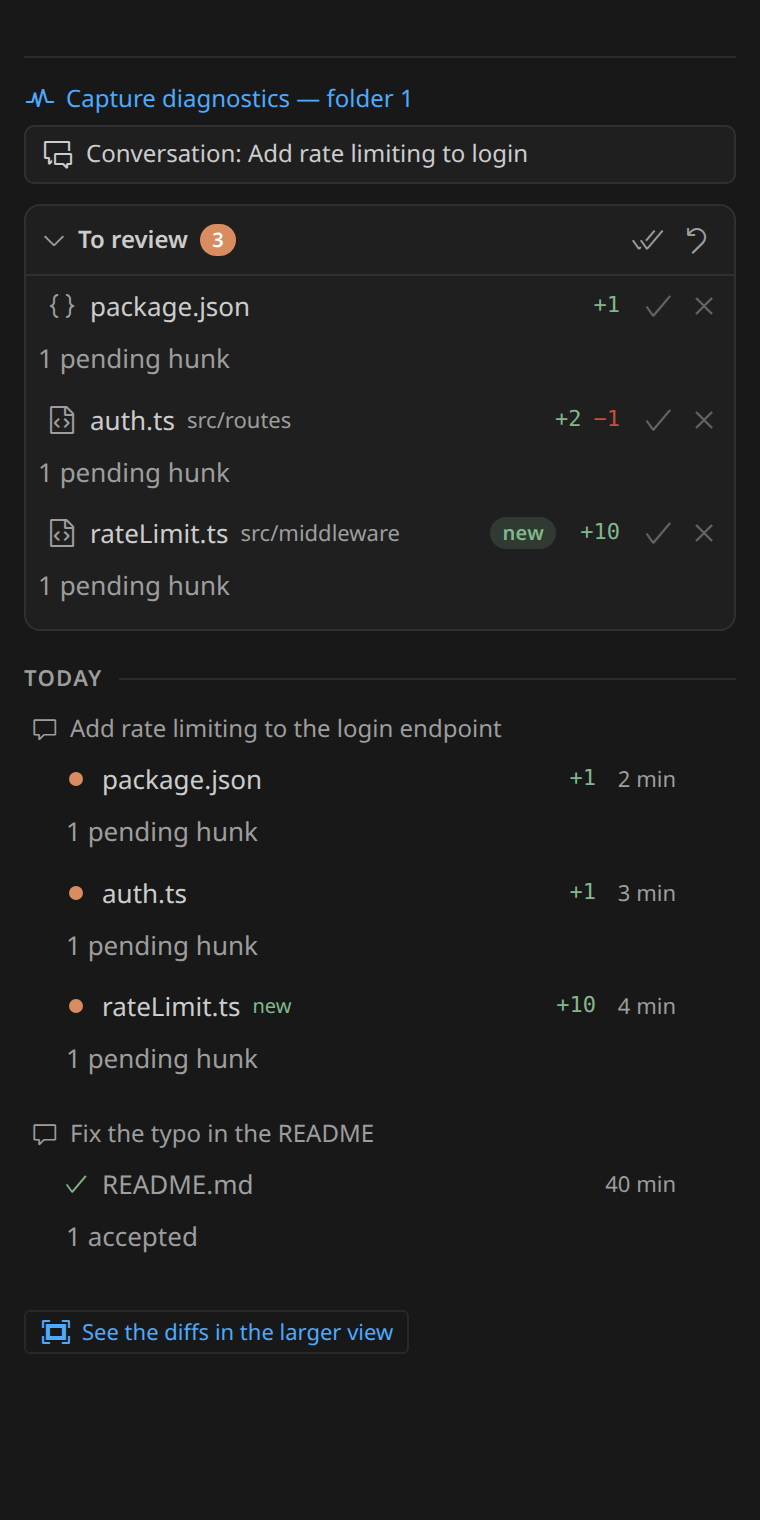 Capture diagnostics — folder 1
Conversation: Add rate limiting to login
To review 3
{} package.json +1
1 pending hunk
auth.ts src/routes +2 −1
1 pending hunk
rateLimit.ts src/middleware new +10
1 pending hunk
TODAY
Add rate limiting to the login endpoint
package.json +1 2 min
1 pending hunk
auth.ts +1 3 min
1 pending hunk
rateLimit.ts new +10 4 min
1 pending hunk
Fix the typo in the README
README.md 40 min
1 accepted
See the diffs in the larger view